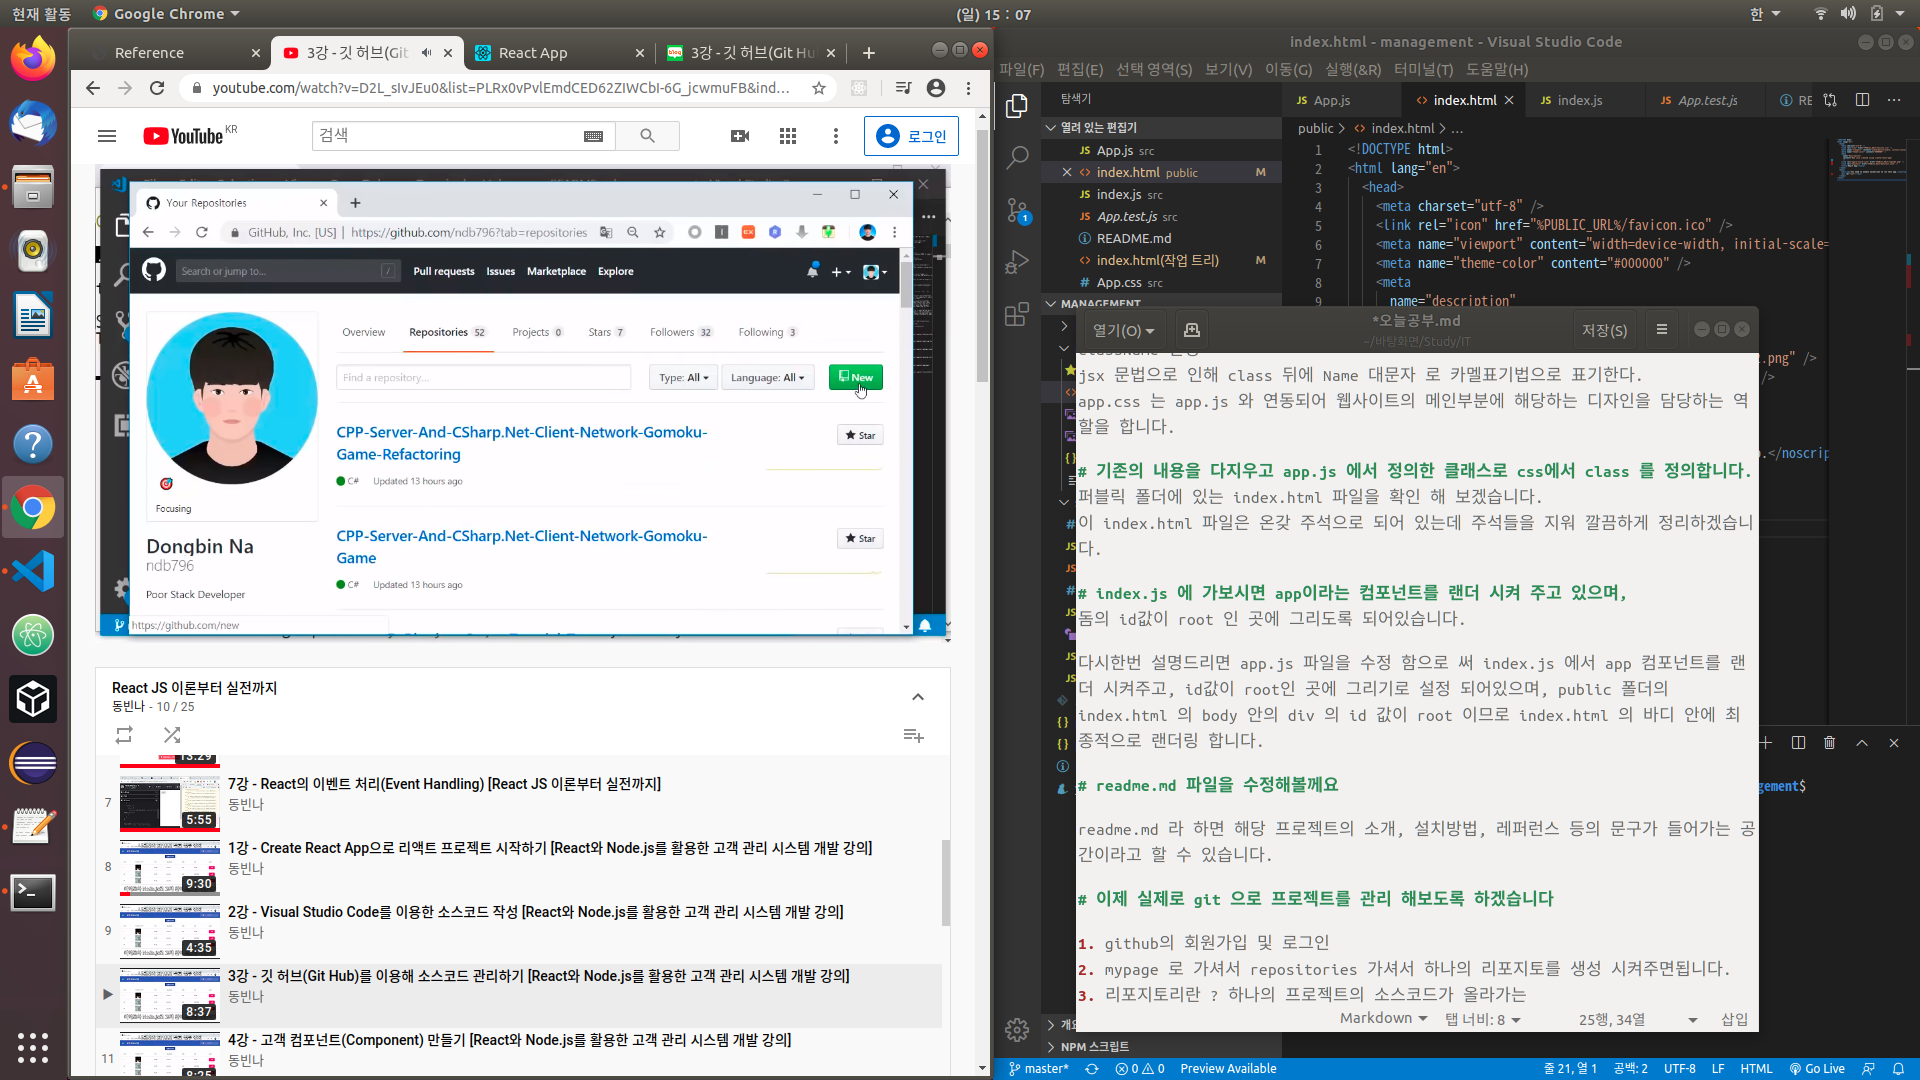 현재 활동
Google Chrome
(일) 15 : 07
한
Reference
3강 - 깃 허브(Git
React App
3강 - 깃 허브(Git Hu
youtube.com/watch?v=D2L_sIvJEu0&list=PLRx0vPvlEmdCED62ZIWCbI-6G_jcwmuFB&ind...
YouTube KR
검색
로그인
Your Repositories
GitHub, Inc. [US] | https://github.com/ndb796?tab=repositories
Search or jump to...
/
Pull requests Issues Marketplace Explore
Overview Repositories 52 Projects 0 Stars 7 Followers 32 Following 3
Find a repository...
Type: All
Language: All
New
CPP-Server-And-CSharp.Net-Client-Network-Gomoku-
Game-Refactoring
Star
C# Updated 13 hours ago
CPP-Server-And-CSharp.Net-Client-Network-Gomoku-
Game
Star
C# Updated 13 hours ago
Focusing
Dongbin Na
ndb796
Poor Stack Developer
https://github.com/new
React JS 이론부터 실전까지
동빈나 - 10 / 25
13:29
7
7강 - React의 이벤트 처리(Event Handling) [React JS 이론부터 실전까지]
동빈나
5:55
8
1강 - Create React App으로 리액트 프로젝트 시작하기 [React와 Node.js를 활용한 고객 관리 시스템 개발 강의]
동빈나
9:30
9
2강 - Visual Studio Code를 이용한 소스코드 작성 [React와 Node.js를 활용한 고객 관리 시스템 개발 강의]
동빈나
4:35
3강 - 깃 허브(Git Hub)를 이용해 소스코드 관리하기 [React와 Node.js를 활용한 고객 관리 시스템 개발 강의]
동빈나
8:37
11
4강 - 고객 컴포넌트(Component) 만들기 [React와 Node.js를 활용한 고객 관리 시스템 개발 강의]
동빈나
8:25
index.html - management - Visual Studio Code
파일(F) 편집(E) 선택 영역(S) 보기(V) 이동(G) 실행(&R) 터미널(T) 도움말(H)
탐색기
열려 있는 편집기
JS App.js src
index.html public M
JS index.js src
JS App.test.js src
README.md
index.html(작업 트리) M
# App.css src
MANAGEMENT
1
JS App.js
index.html
JS index.js
JS App.test.js
RE
public > index.html > ...
1 <!DOCTYPE html>
2 <html lang="en">
3 <head>
4 <meta charset="utf-8" />
5 <link rel="icon" href="%PUBLIC_URL%/favicon.ico" />
6 <meta name="viewport" content="width=device-width, initial-scale=
7 <meta name="theme-color" content="#000000" />
8 <meta
9 name="description"
.png" />
/>
.</noscrip
열기(O)
*오늘공부.md
~/바탕화면/Study/IT
저장(S)
jsx 문법으로 인해 class 뒤에 Name 대문자 로 카멜표기법으로 표기한다.
app.css 는 app.js 와 연동되어 웹사이트의 메인부분에 해당하는 디자인을 담당하는 역
할을 합니다.
# 기존의 내용을 다지우고 app.js 에서 정의한 클래스로 css에서 class 를 정의합니다.
퍼블릭 폴더에 있는 index.html 파일을 확인 해 보겠습니다.
이 index.html 파일은 온갖 주석으로 되어 있는데 주석들을 지워 깔끔하게 정리하겠습니
다.
# index.js 에 가보시면 app이라는 컴포넌트를 랜더 시켜 주고 있으며,
돔의 id값이 root 인 곳에 그리도록 되어있습니다.
다시한번 설명드리면 app.js 파일을 수정 함으로 써 index.js 에서 app 컴포넌트를 랜
더 시켜주고, id값이 root인 곳에 그리기로 설정 되어있으며, public 폴더의
index.html 의 body 안의 div 의 id 값이 root 이므로 index.html 의 바디 안에 최
종적으로 랜더링 합니다.
# readme.md 파일을 수정해볼께요
readme.md 라 하면 해당 프로젝트의 소개, 설치방법, 레퍼런스 등의 문구가 들어가는 공
간이라고 할 수 있습니다.
# 이제 실제로 git 으로 프로젝트를 관리 해보도록 하겠습니다
1. github의 회원가입 및 로그인
2. mypage 로 가셔서 repositories 가셔서 하나의 리포지토를 생성 시켜주면됩니다.
3. 리포지토리란 ? 하나의 프로젝트의 소스코드가 올라가는
Markdown 탭 너비: 8 25행, 34열 삽입
gement$
NPM 스크립트
master* 0 0 Preview Available
줄 21, 열 1 공백: 2 UTF-8 LF HTML Go Live